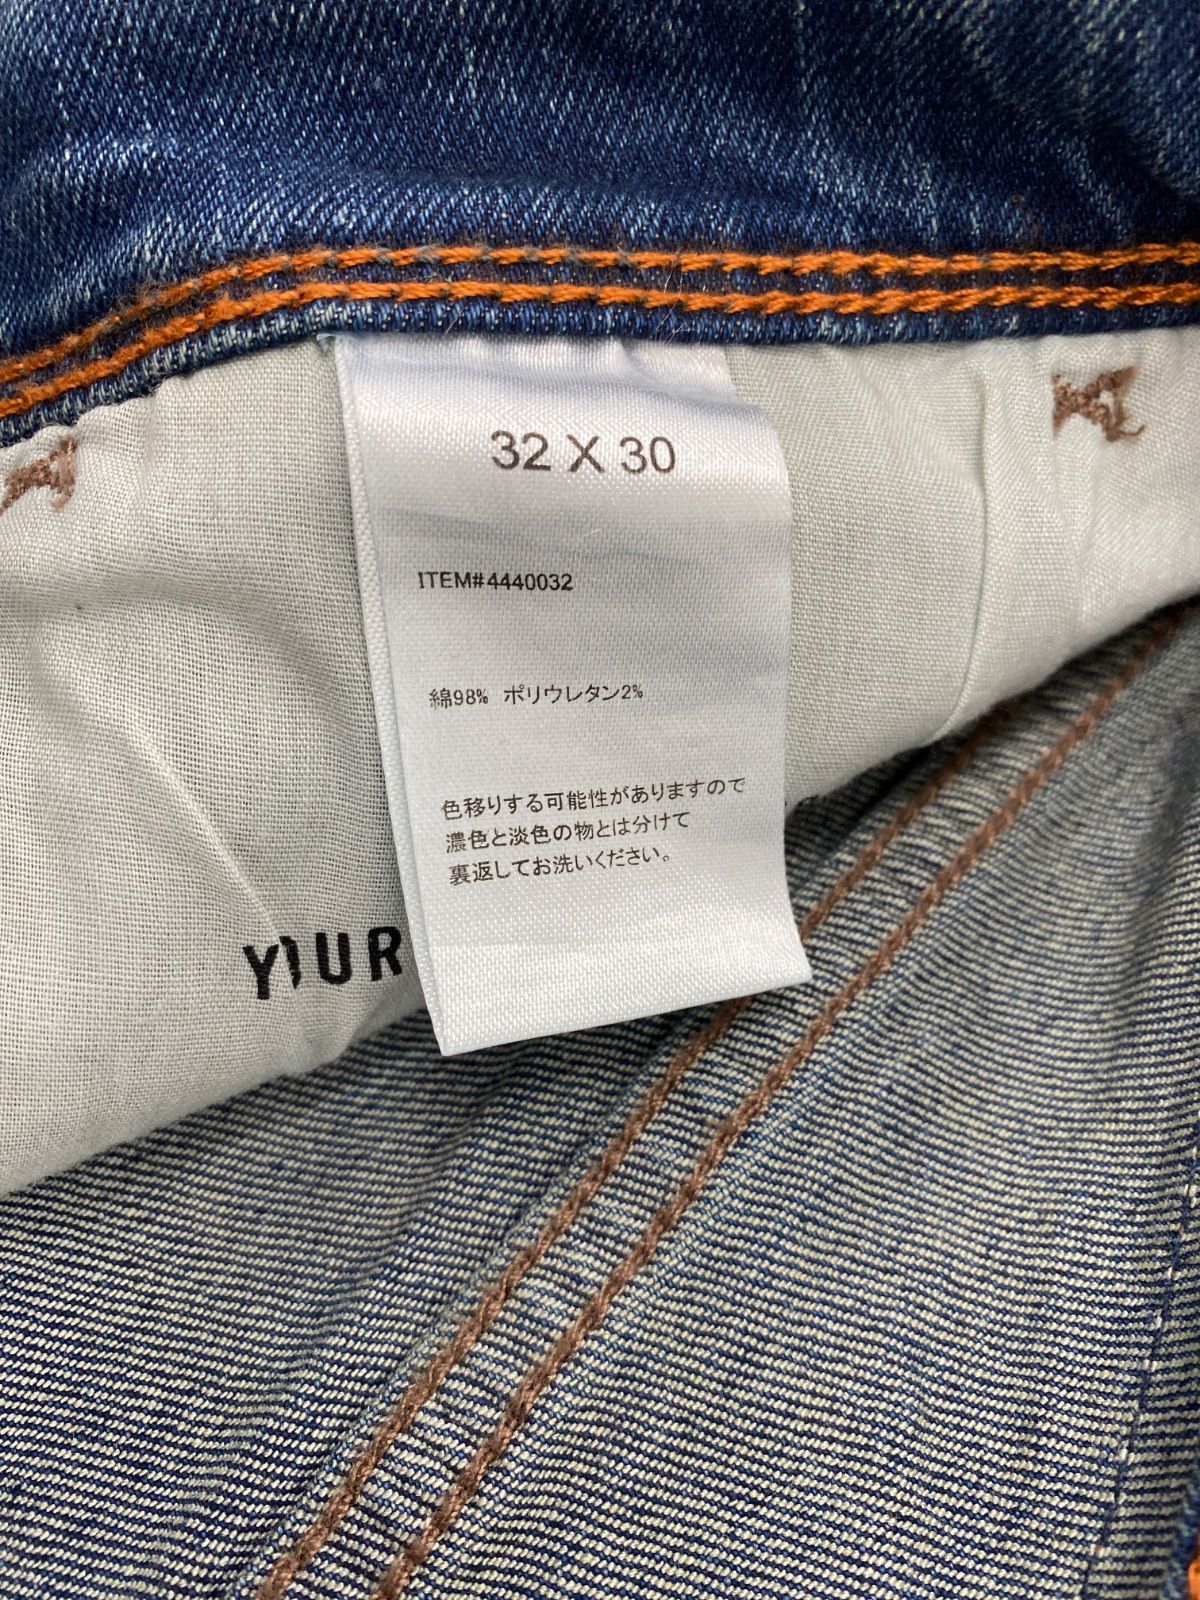 32 X 30
ITEM#4440032
綿98% ポリウレタン2%
色移りする可能性がありますので
濃色と淡色の物とは分けて
裏返してお洗いください。
YOUR